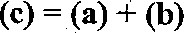 (c) = (a) + (b)